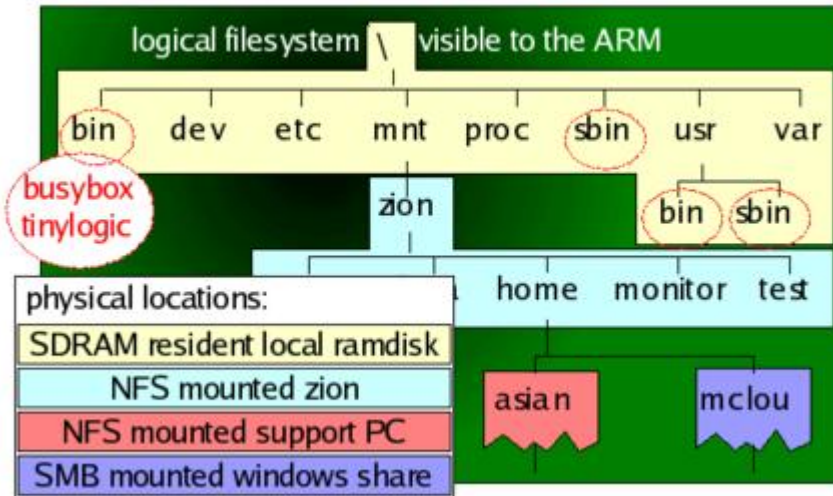 logical filesystem \ visible to the ARM
bin dev etc mnt proc sbin usr var
busybox
tinylogic
bin sbin
zion
home monitor test
physical locations:
SDRAM resident local ramdisk
NFS mounted zion
NFS mounted support PC
SMB mounted windows share
asian mclou